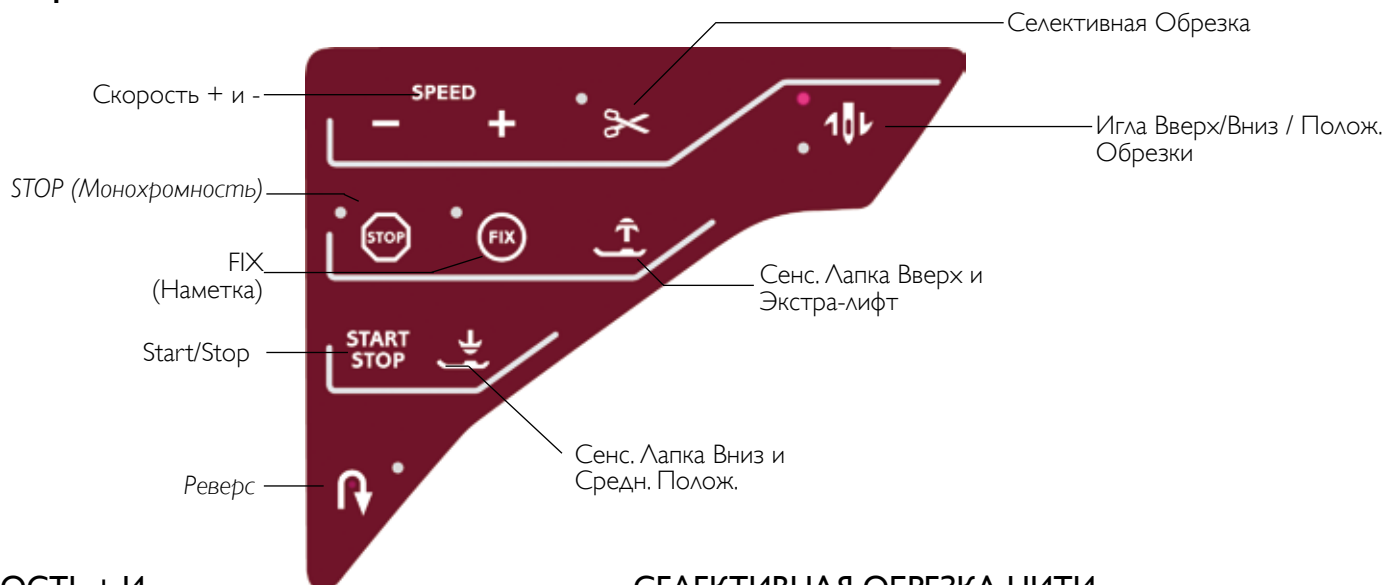 Селективная Обрезка
Скорость + и -
SPEED
Игла Вверх/Вниз / Полож.
Обрезки
STOP (Монохромность)
STOP
FIX
FIX
(Наметка)
Сенс. Лапка Вверх и
Экстра-лифт
Start/Stop
START
STOP
Сенс. Лапка Вниз и
Средн. Полож.
Реверс